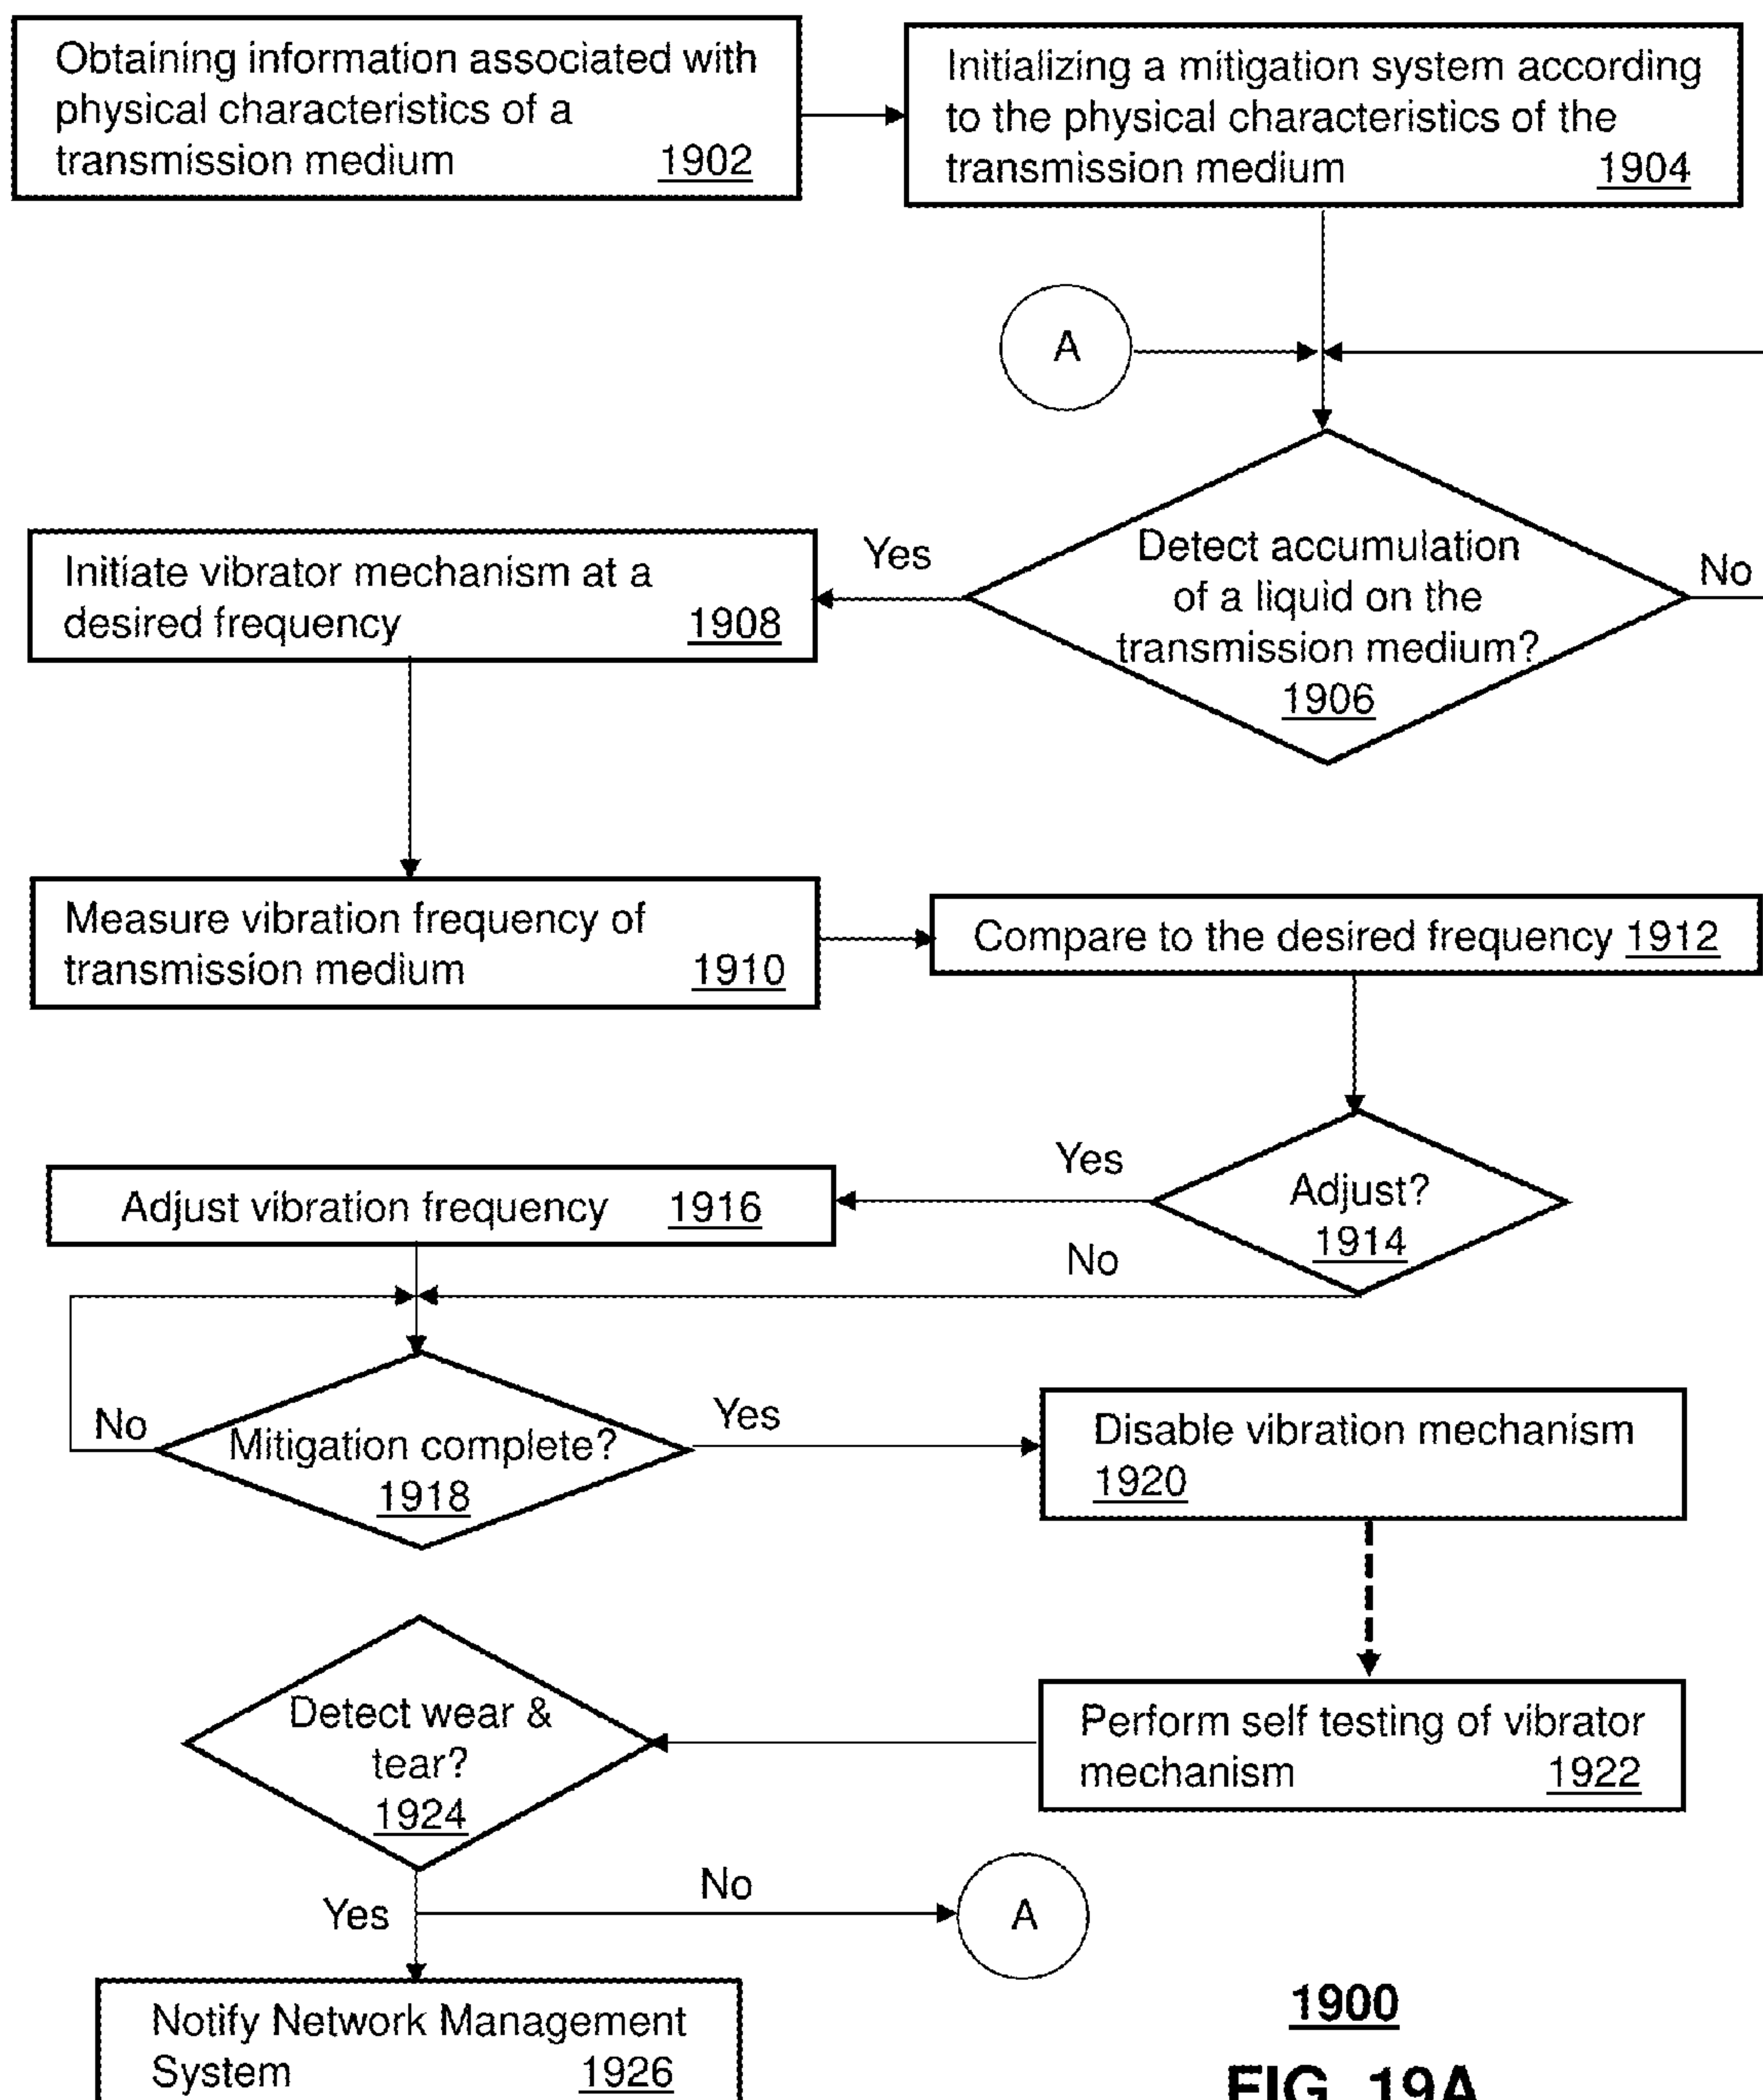 Obtaining information associated with
physical characteristics of a
transmission medium 1902
Initializing a mitigation system according
to the physical characteristics of the
transmission medium 1904
A
Detect accumulation
of a liquid on the
transmission medium?
1906
Yes
No
Initiate vibrator mechanism at a
desired frequency 1908
Measure vibration frequency of
transmission medium 1910
Compare to the desired frequency 1912
Adjust?
1914
Yes
No
Adjust vibration frequency 1916
Mitigation complete?
1918
No
Yes
Disable vibration mechanism
1920
Perform self testing of vibrator
mechanism 1922
Detect wear &
tear?
1924
No
A
Yes
Notify Network Management
System 1926
1900
FIG. 19A